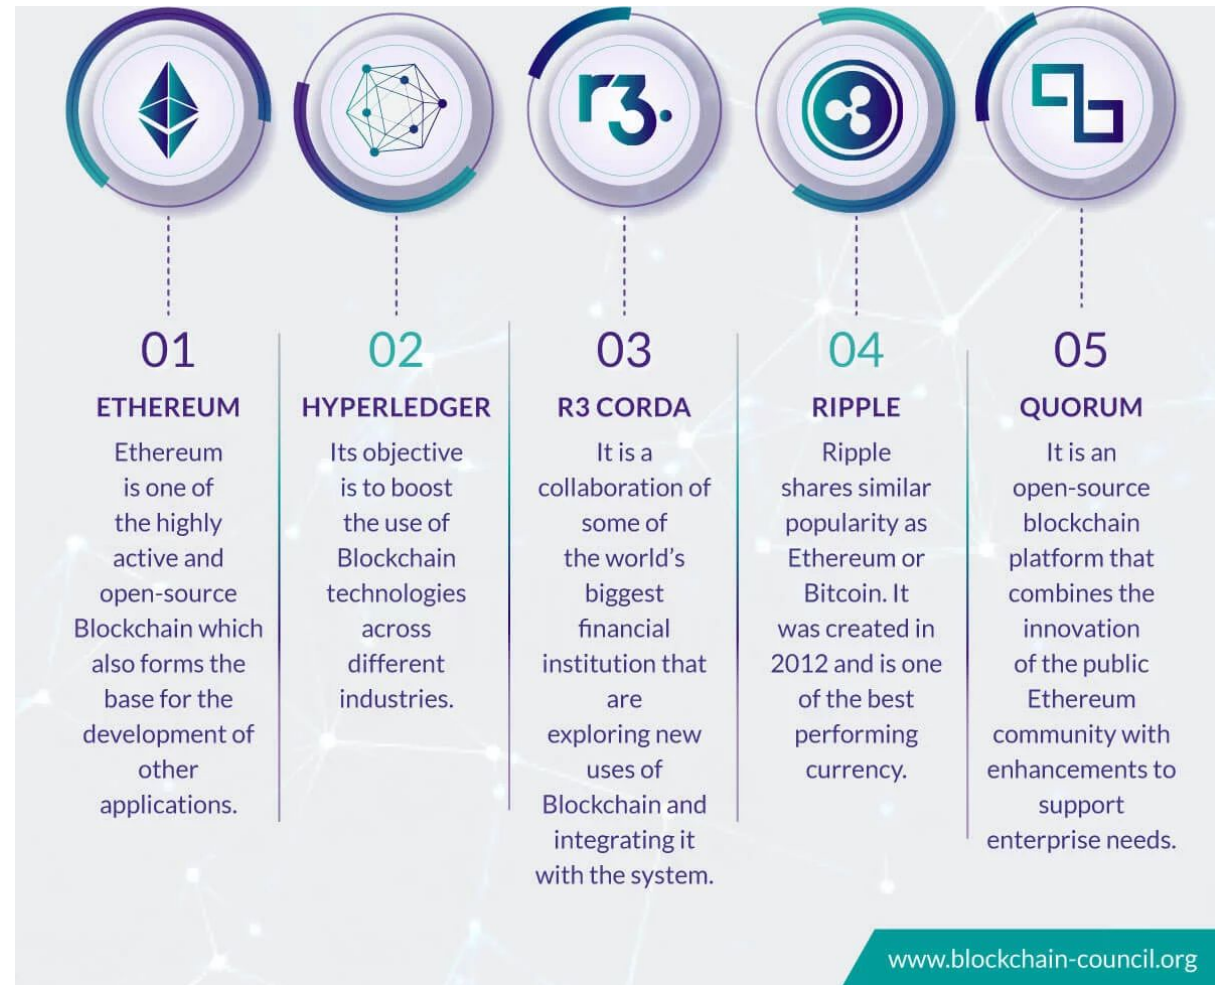 r3.
01
ETHEREUM
Ethereum
is one of
the highly
active and
open-source
Blockchain which
also forms the
base for the
development of
other
applications.
02
HYPERLEDGER
Its objective
is to boost
the use of
Blockchain
technologies
across
different
industries.
03
R3 CORDA
It is a
collaboration of
some of
the world's
biggest
financial
institution that
are
exploring new
uses of
Blockchain and
integrating it
with the system.
04
RIPPLE
Ripple
shares similar
popularity as
Ethereum or
Bitcoin. It
was created in
2012 and is one
of the best
performing
currency.
05
QUORUM
It is an
open-source
blockchain
platform that
combines the
innovation
of the public
Ethereum
community with
enhancements to
support
enterprise needs.
www.blockchain-council.org